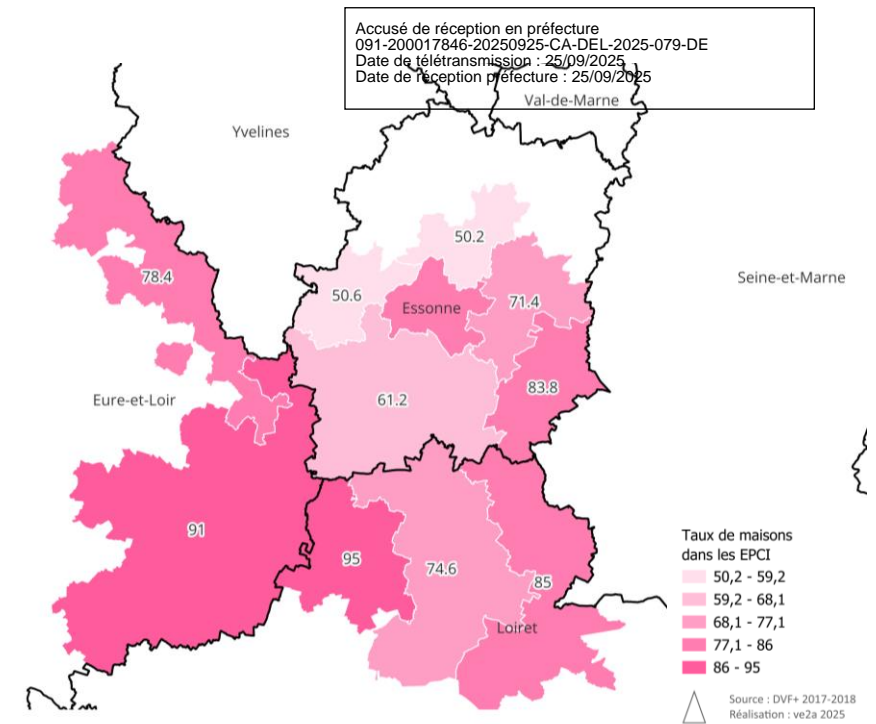 Accusé de réception en préfecture
091-200017846-20250925-CA-DEL-2025-079-DE
Date de télétransmission : 25/09/2025
Date de réception préfecture : 25/09/2025
Val-de-Marne
Yvelines
50.2
Seine-et-Marne
78.4
50.6
Essonne
71.4
83.8
Eure-et-Loir
61.2
91
95
74.6
85
Loiret
Taux de maisons
dans les EPCI
50,2 - 59,2
59,2 - 68,1
68,1 - 77,1
77,1 - 86
86 - 95
Source : DVF+ 2017-2018
Réalisation : ve2a 2025